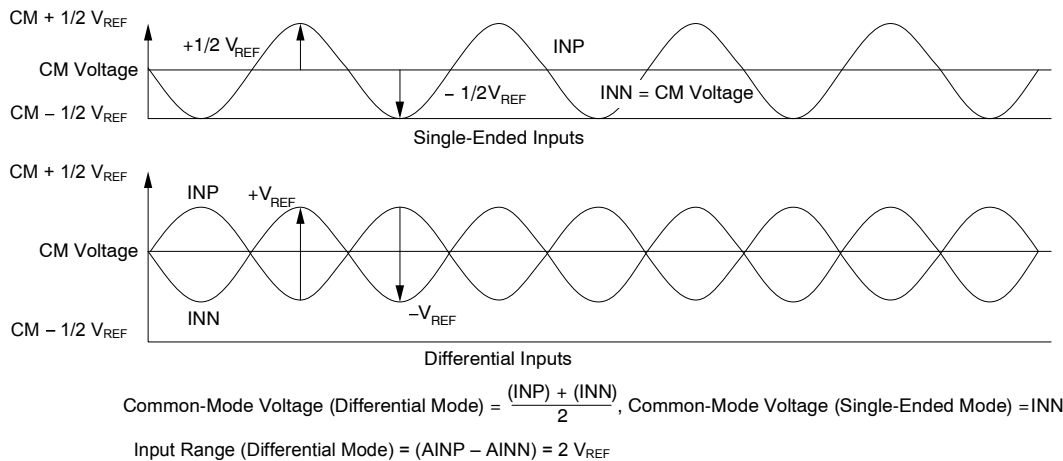 CM + 1/2 VREF
+1/2 VREF
INP
CM Voltage
– 1/2VREF
INN = CM Voltage
CM – 1/2 VREF
Single-Ended Inputs
CM + 1/2 VREF
INP
+VREF
CM Voltage
INN
–VREF
CM – 1/2 VREF
Differential Inputs
Common-Mode Voltage (Differential Mode) = (INP) + (INN) / 2, Common-Mode Voltage (Single-Ended Mode) = INN
Input Range (Differential Mode) = (AINP – AINN) = 2 VREF